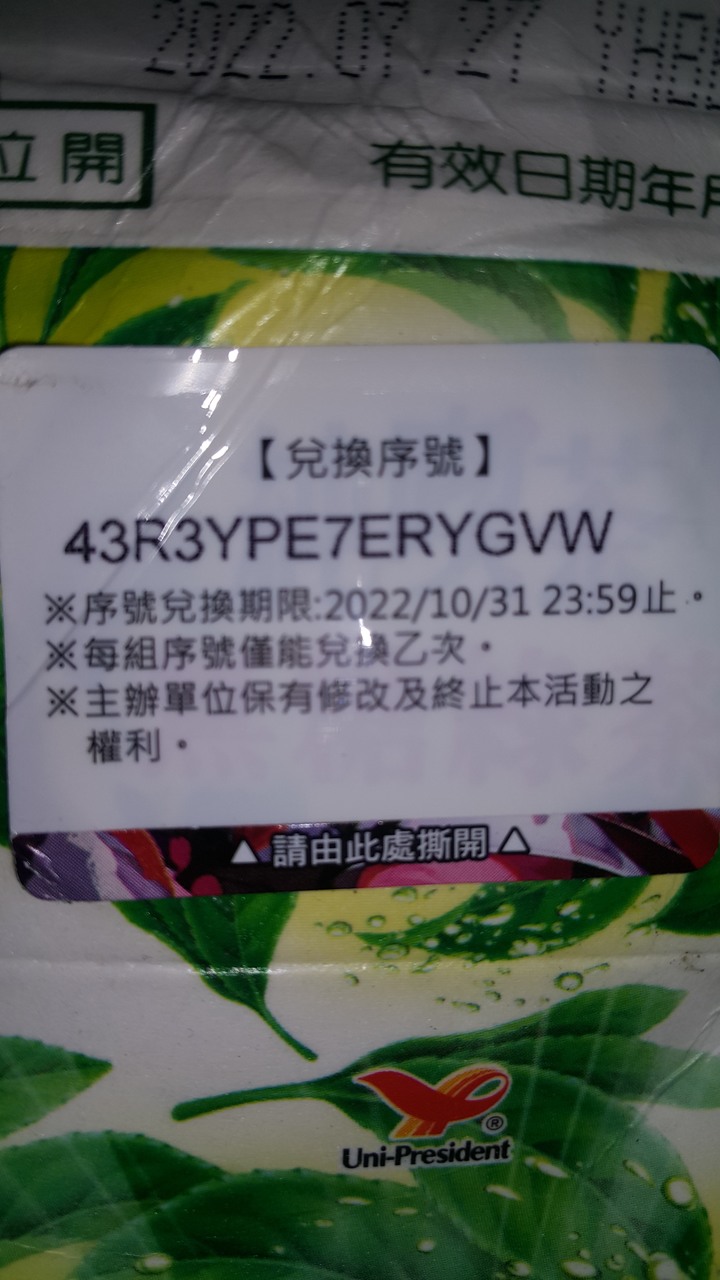 2022.07.27 YHB
位開
有效日期年月
【兌換序號】
43R3YPE7ERYGVW
※序號兌換期限:2022/10/31 23:59止。
※每組序號僅能兌換乙次。
※主辦單位保有修改及終止本活動之
權利。
▲請由此處撕開△
®
Uni-President